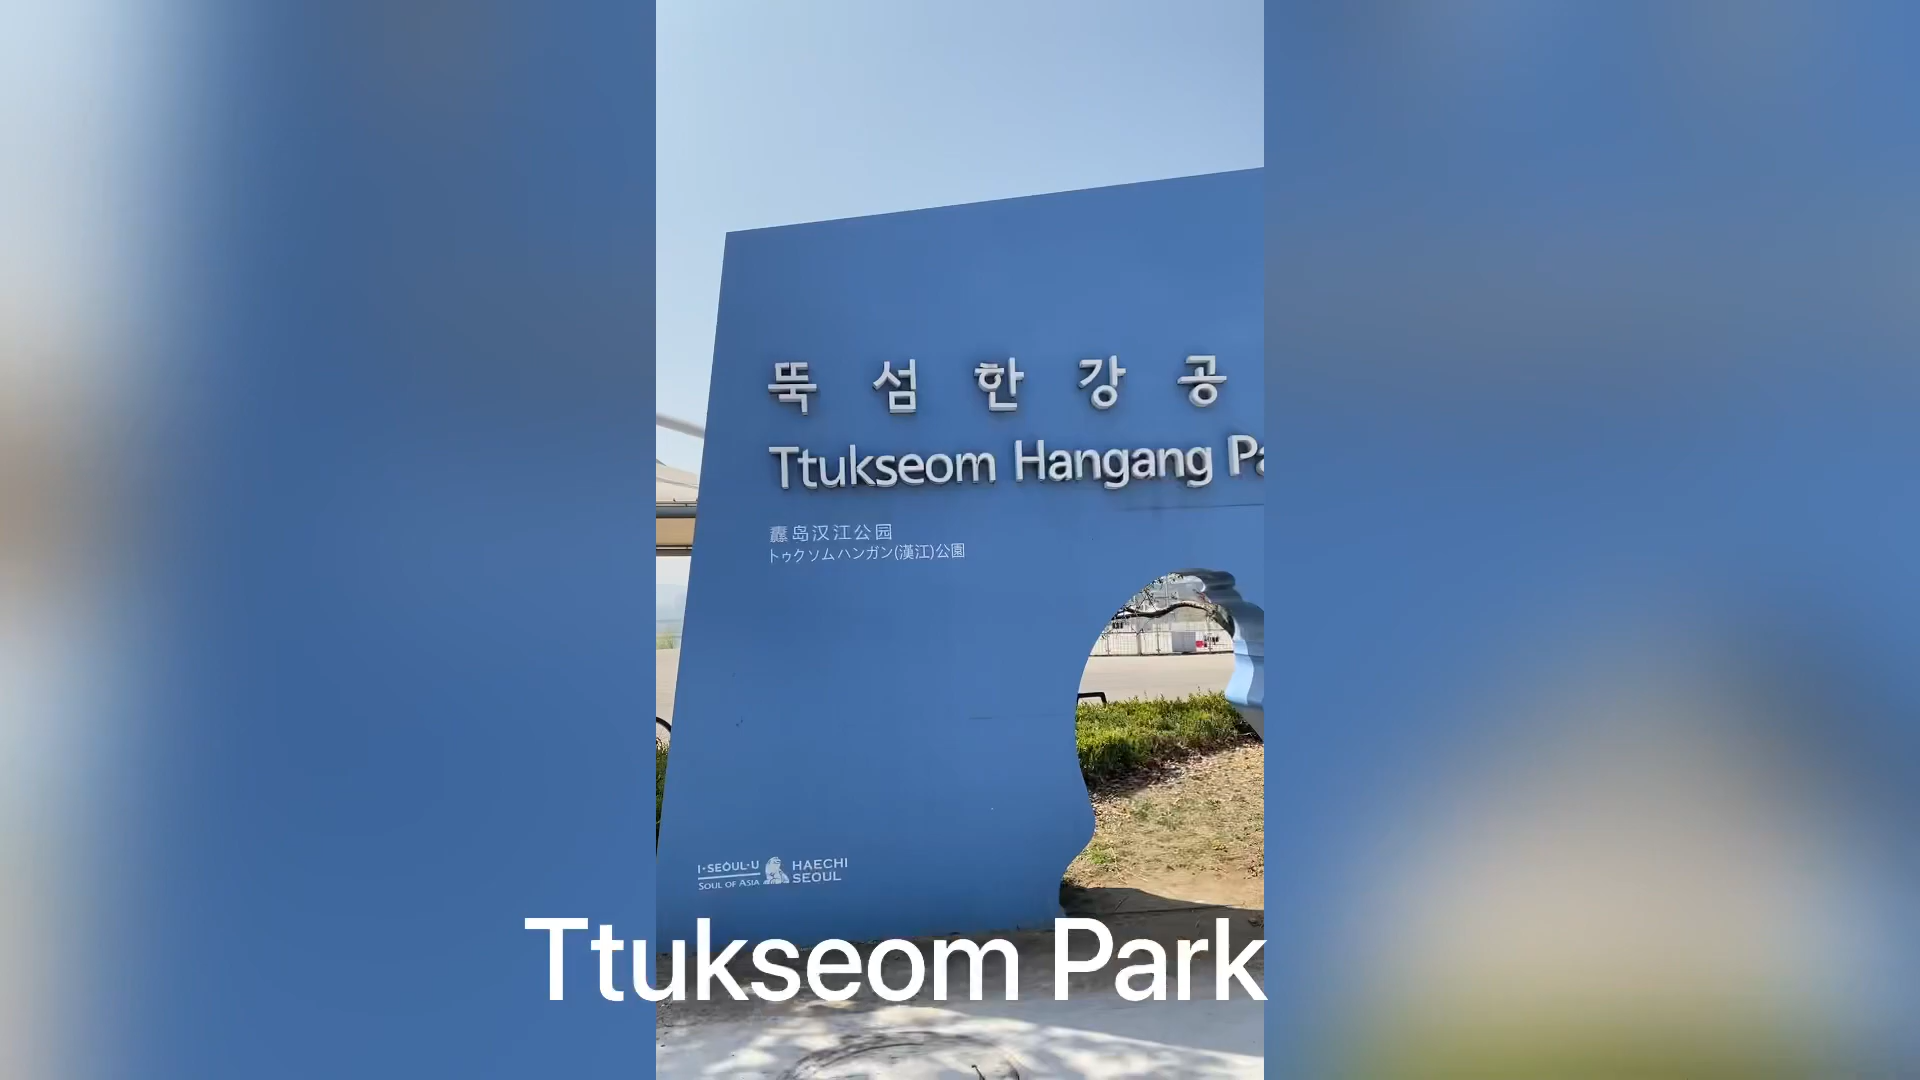 뚝섬한강공
Ttukseom Hangang Pa
纛岛汉江公园
トゥクソムハンガン(漢江)公園
I·SEOUL·U
SOUL OF ASIA
HAECHI
SEOUL
Ttukseom Park